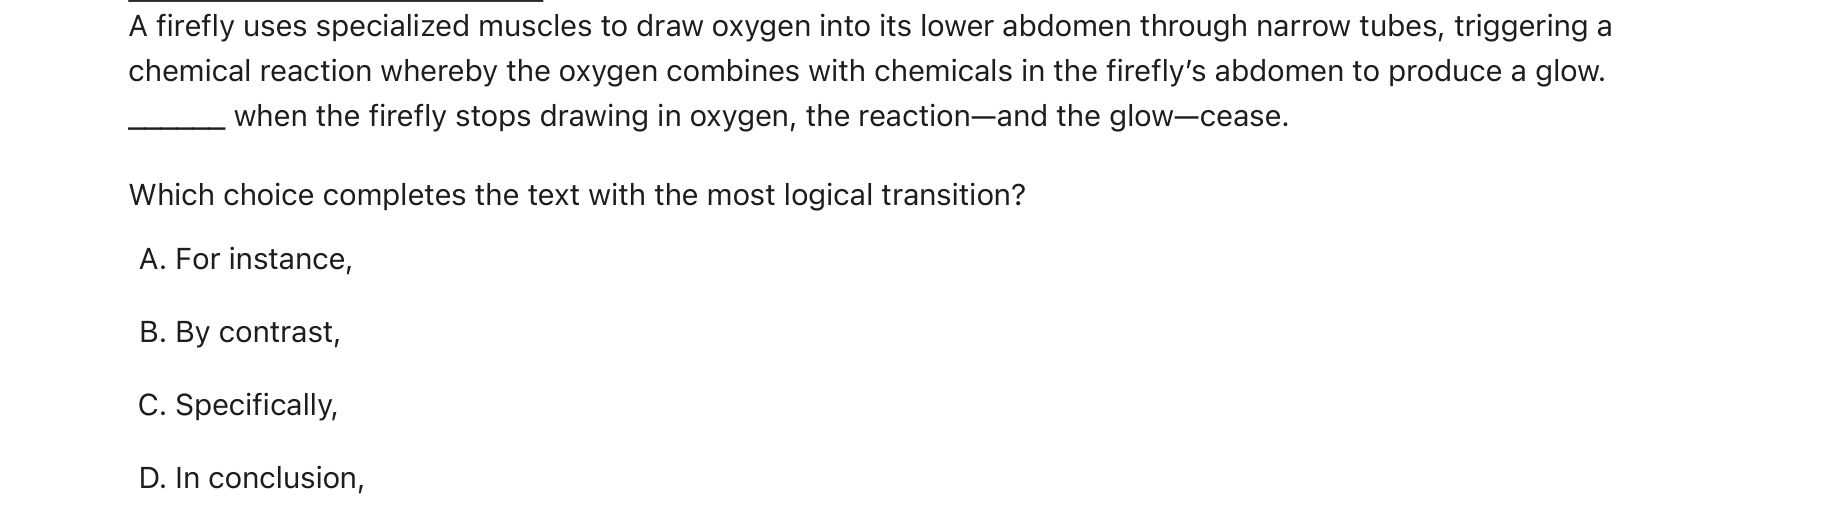 A firefly uses specialized muscles to draw oxygen into its lower abdomen through narrow tubes, triggering a
chemical reaction whereby the oxygen combines with chemicals in the firefly’s abdomen to produce a glow.
______ when the firefly stops drawing in oxygen, the reaction—and the glow—cease.
Which choice completes the text with the most logical transition?
A. For instance,
B. By contrast,
C. Specifically,
D. In conclusion,